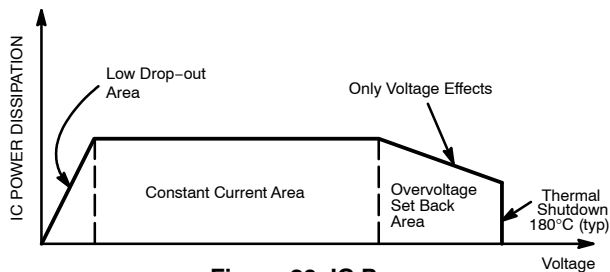 IC POWER DISSIPATION
Low Drop−out
Area
Only Voltage Effects
Constant Current Area
Overvoltage
Set Back
Area
Thermal
Shutdown
180°C (typ)
Voltage